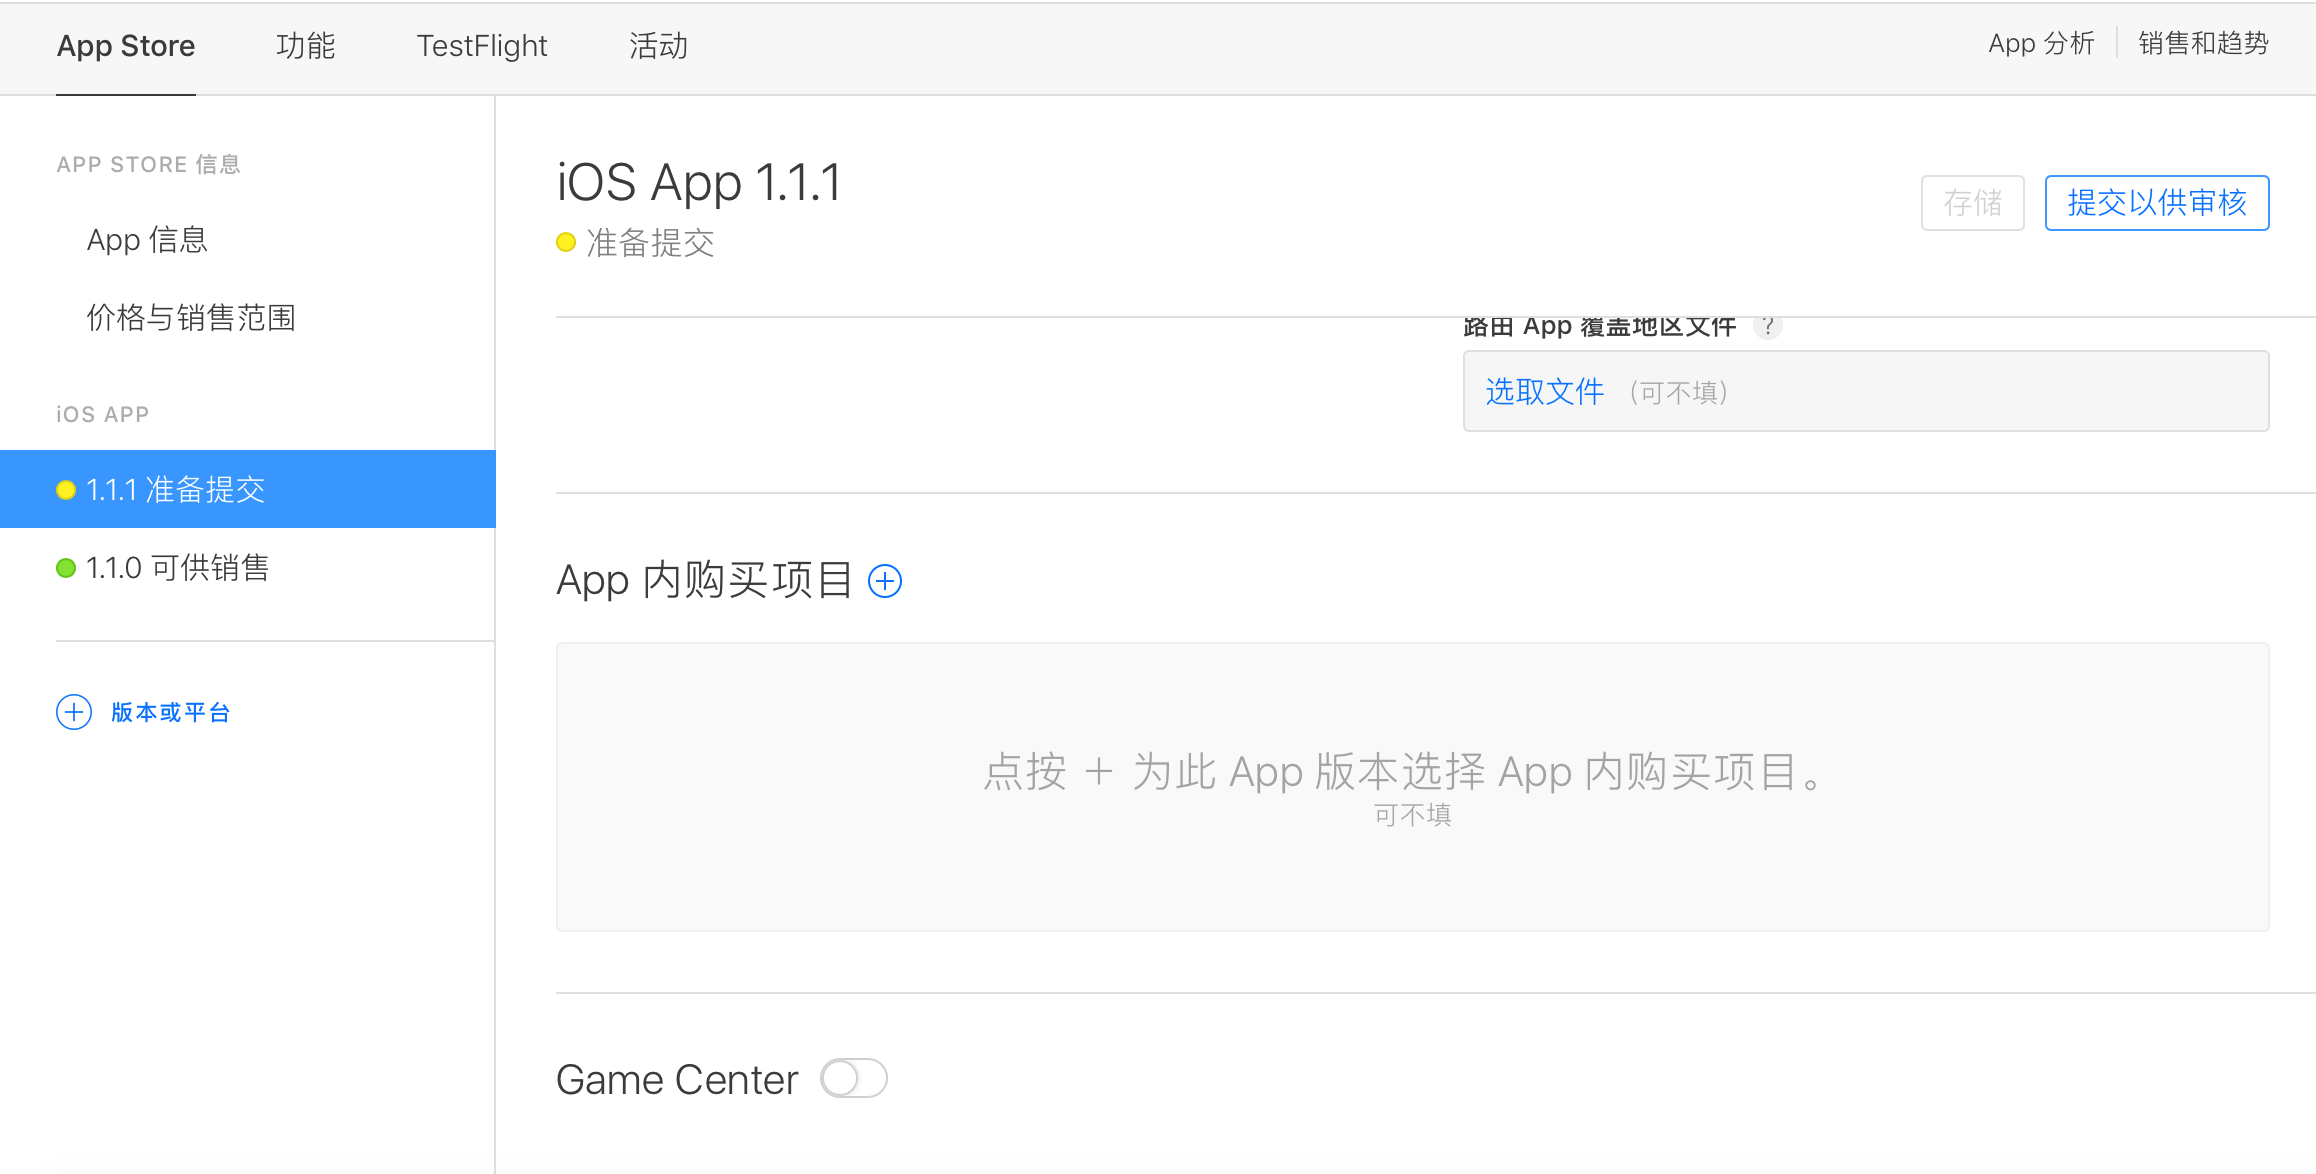 App Store 功能 TestFlight 活动 App 分析 销售和趋势
APP STORE 信息
App 信息
价格与销售范围
iOS APP
1.1.1 准备提交
1.1.0 可供销售
版本或平台
iOS App 1.1.1
准备提交
存储 提交以供审核
路由 App 覆盖地区文件 ?
选取文件 (可不填)
App 内购买项目
点按 + 为此 App 版本选择 App 内购买项目。
可不填
Game Center